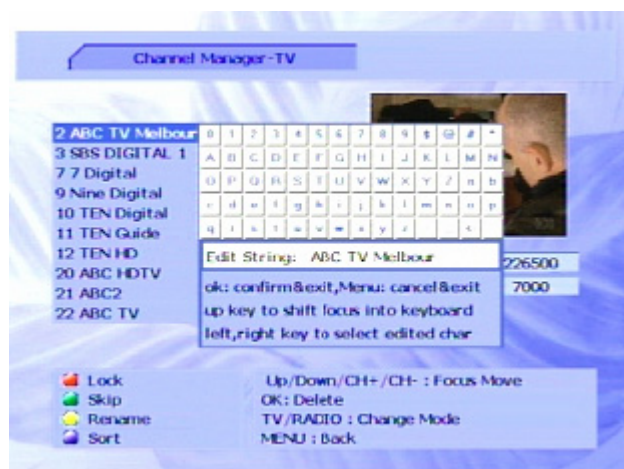 Channel Manager-TV
2 ABC TV Melbour
3 SBS DIGITAL 1
7 7 Digital
9 Nine Digital
10 TEN Digital
11 TEN Guide
12 TEN HD
20 ABC HDTV
21 ABC2
22 ABC TV
0 1 2 3 4 5 6 7 8 9 $ @ # *
A B C D E F G H I J K L M N
O P Q R S T U V W X Y Z a b
c d e f g h i j k l m n o p
q r s t u v w x y z
Edit String: ABC TV Melbour
ok: confirm&exit,Menu: cancel&exit
up key to shift focus into keyboard
left,right key to select edited char
226500
7000
Lock
Skip
Rename
Sort
Up/Down/CH+/CH- : Focus Move
OK: Delete
TV/RADIO : Change Mode
MENU : Back